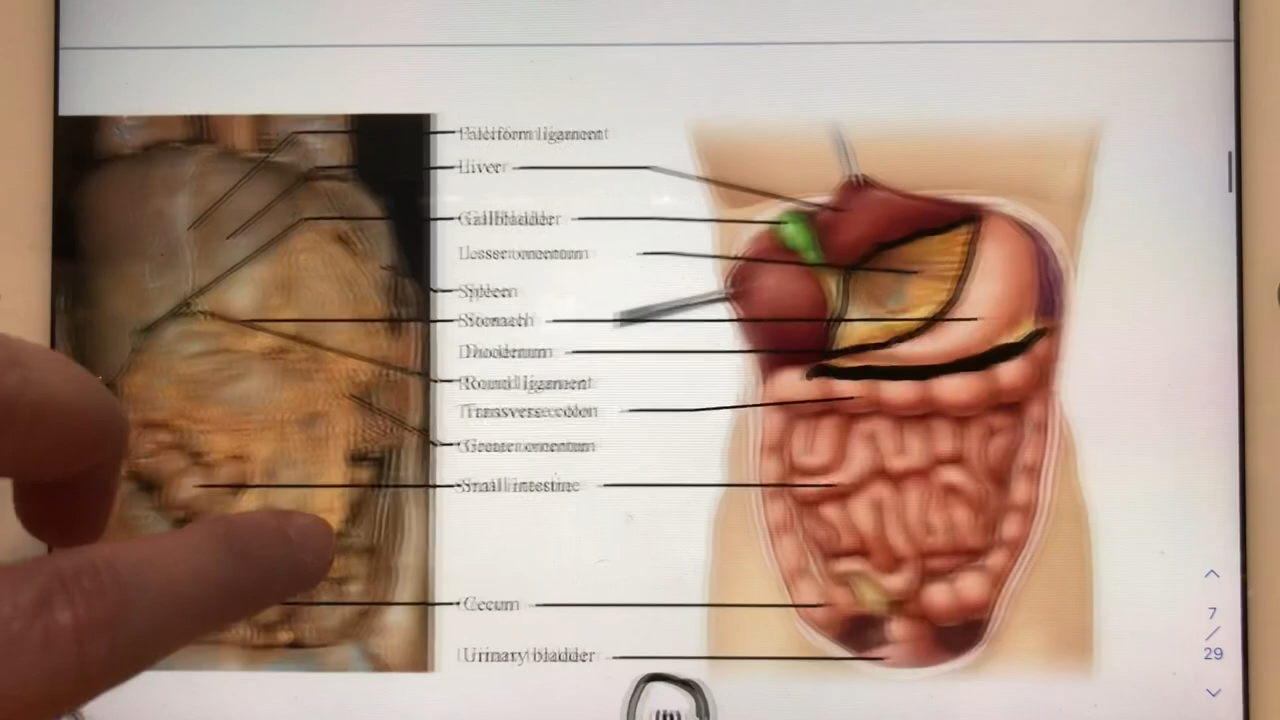 Falciform ligament
Liver
Gallbladder
Lesser omentum
Spleen
Stomach
Duodenum
Round ligament
Transverse colon
Greater omentum
Small intestine
Cecum
Urinary bladder
7
/
29